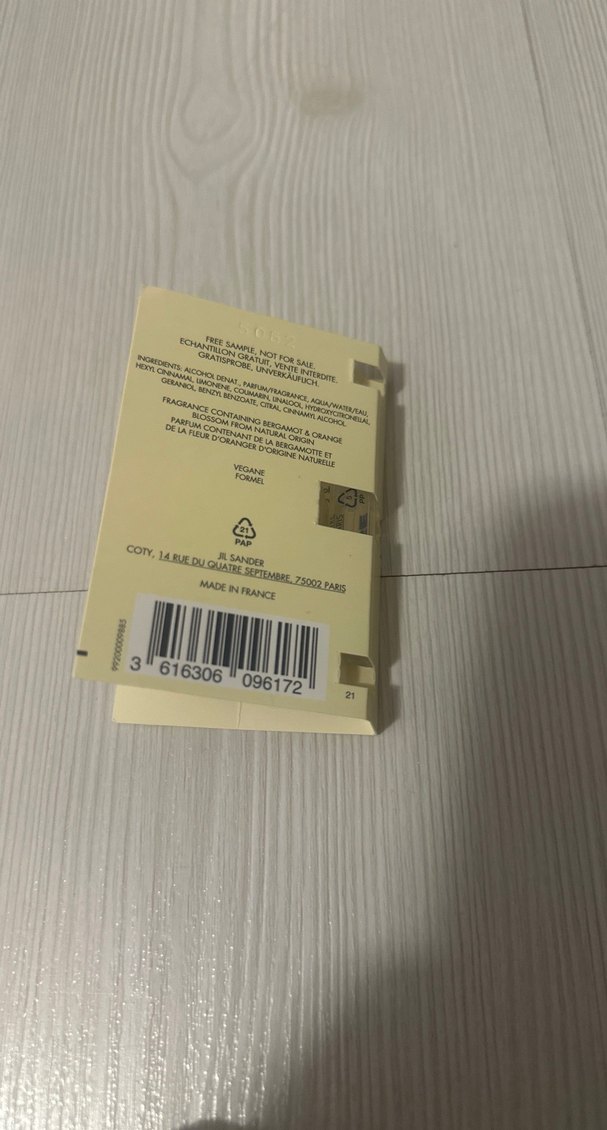 FREE SAMPLE, NOT FOR SALE.
ECHANTILLON GRATUIT, VENTE INTERDITE.
GRATISPROBE, UNVERKÄUFLICH.
INGREDIENTS: ALCOHOL DENAT., PARFUM/FRAGRANCE, AQUA/WATER/EAU,
HEXYL CINNAMAL, LIMONENE, COUMARIN, LINALOOL, HYDROXYCITRONELLAL,
GERANIOL, BENZYL BENZOATE, CITRAL, CINNAMYL ALCOHOL.
FRAGRANCE CONTAINING BERGAMOT & ORANGE
BLOSSOM FROM NATURAL ORIGIN
PARFUM CONTENANT DE LA BERGAMOTE ET
DE LA FLEUR D'ORANGER D'ORIGINE NATURELLE
VEGANE
FORMEL
21
PAP
JIL SANDER
COTY, 14 RUE DU QUATRE SEPTEMBRE, 75002 PARIS
MADE IN FRANCE
99200009885
3 616306 096172
21